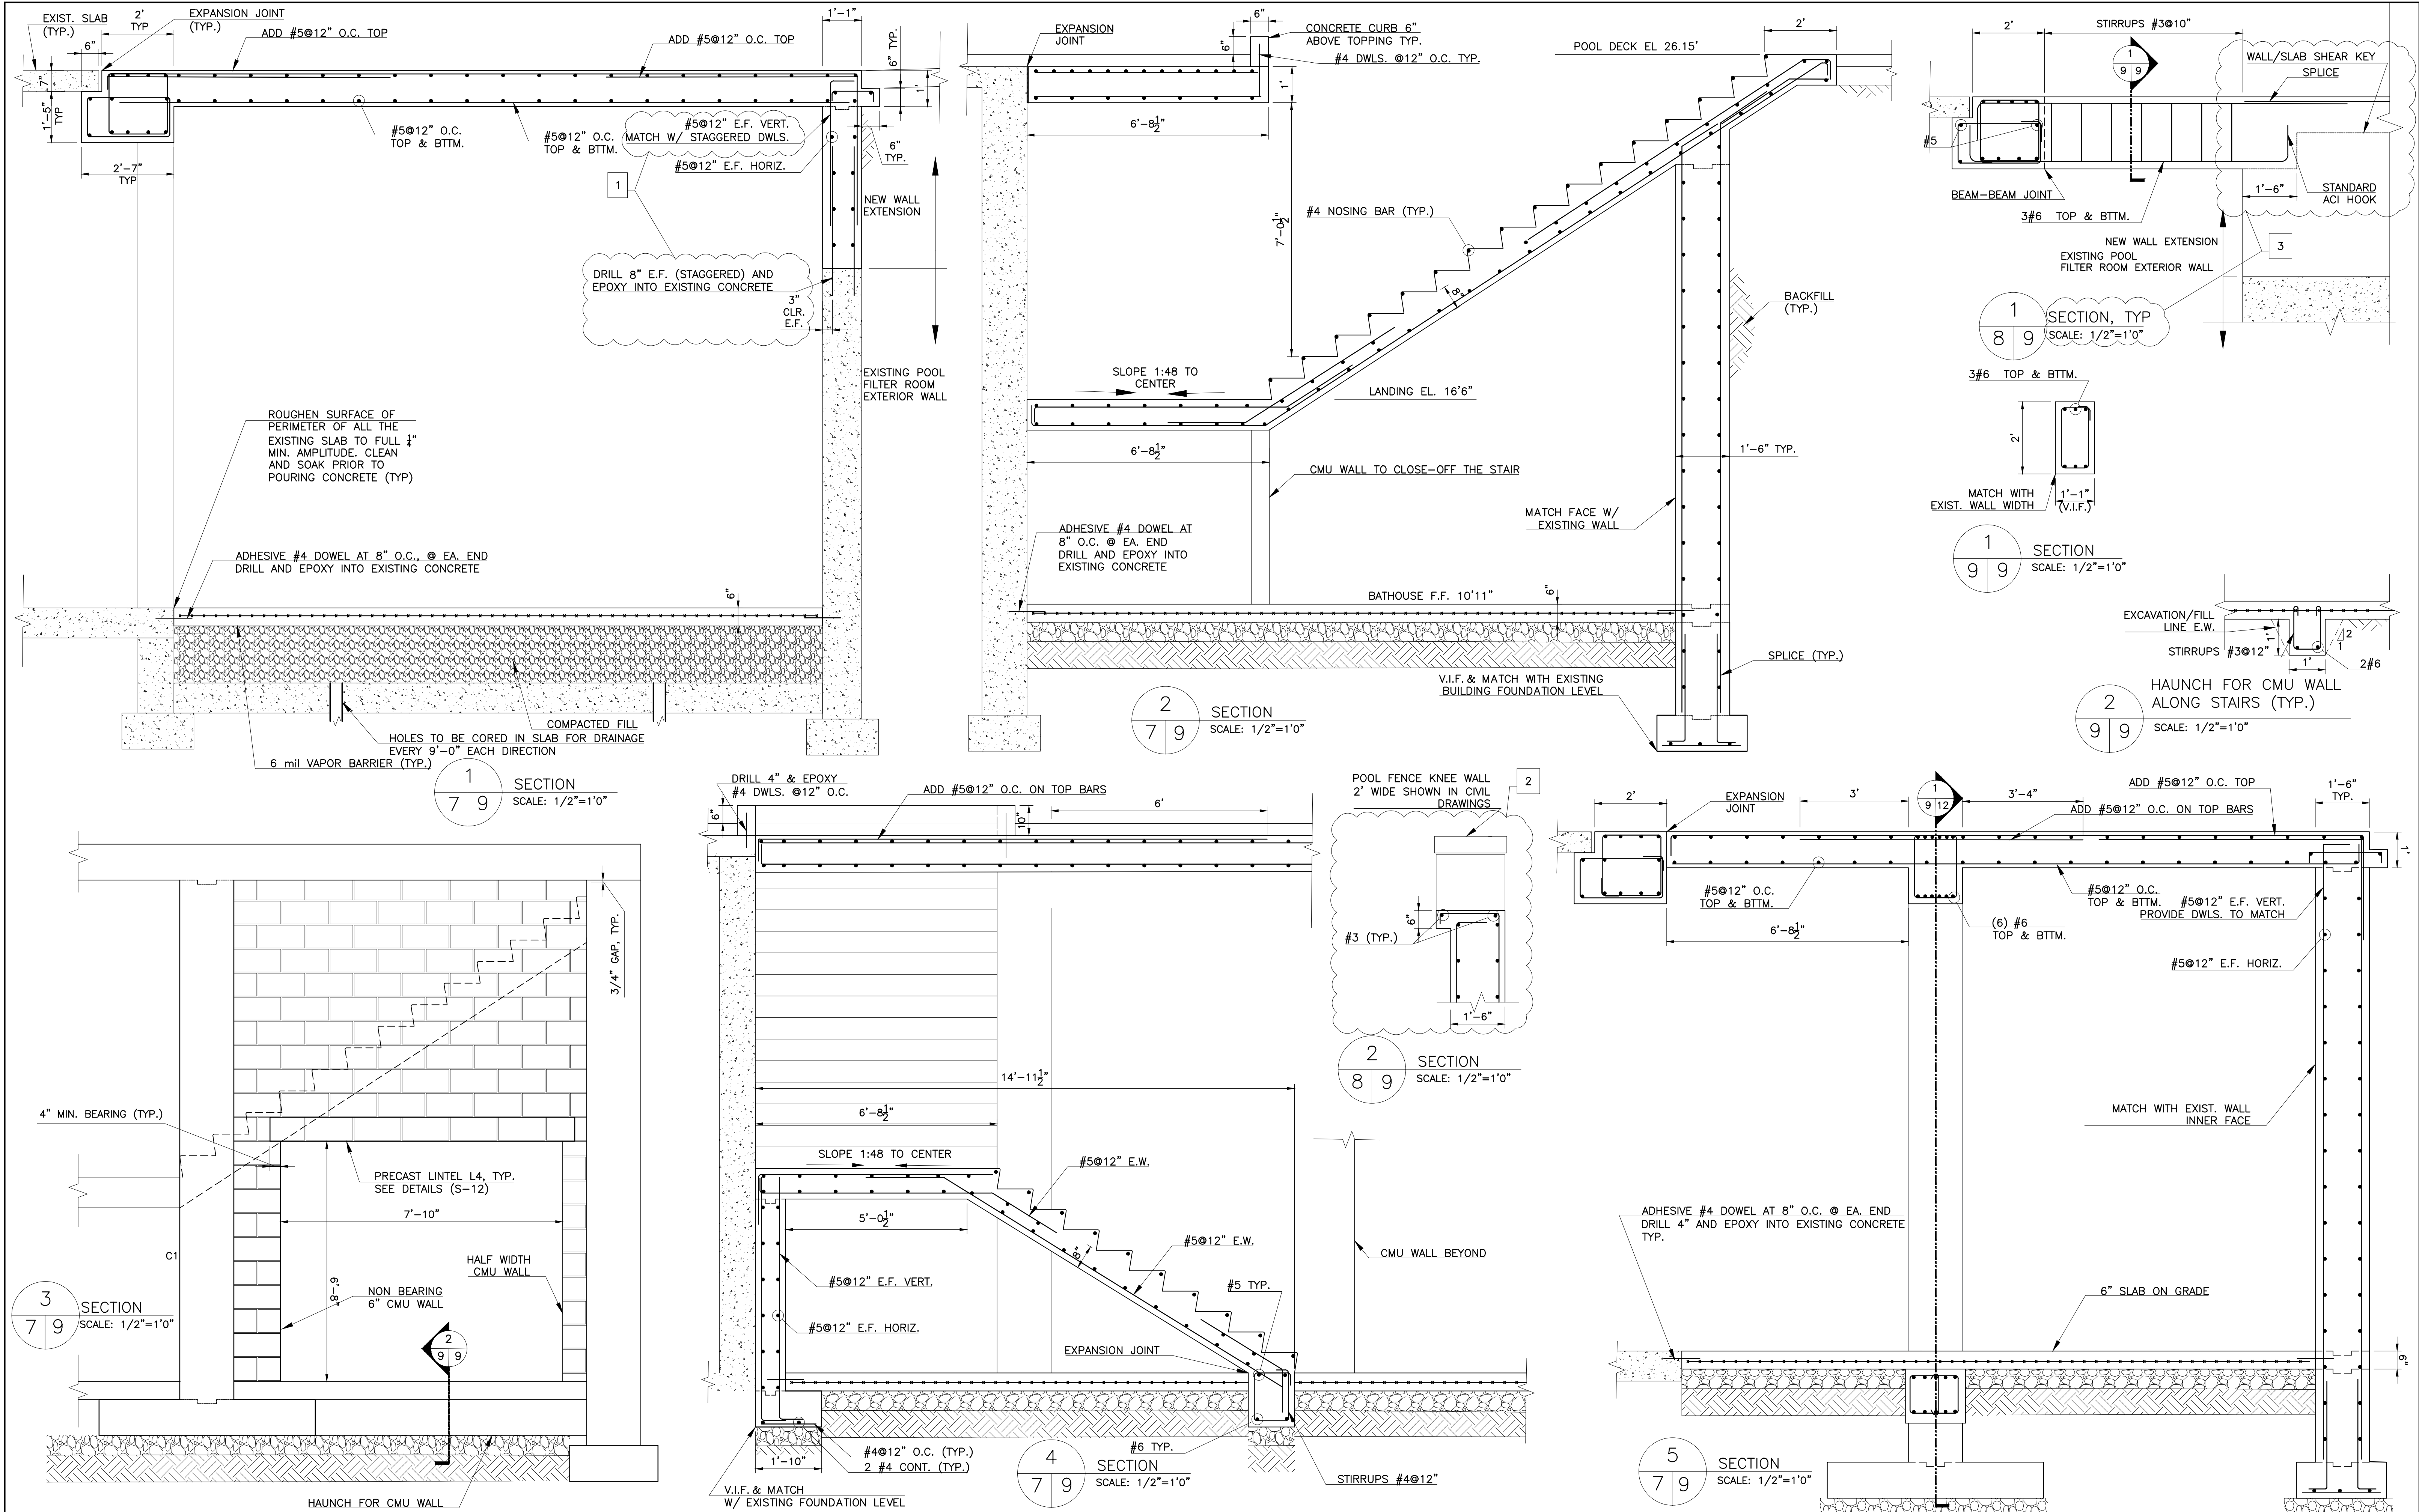 EXIST. SLAB
(TYP.)
2'
TYP
EXPANSION JOINT
(TYP.)
ADD #5@12" O.C. TOP
ADD #5@12" O.C. TOP
1'-1"
6" TYP.
6"
7"
1'-5"
TYP
1'
2'-7"
TYP
#5@12" O.C.
TOP & BTTM.
#5@12" O.C.
TOP & BTTM.
#5@12" E.F. VERT.
MATCH W/ STAGGERED DWLS.
#5@12" E.F. HORIZ.
6"
TYP.
1
NEW WALL
EXTENSION
DRILL 8" E.F. (STAGGERED) AND
EPOXY INTO EXISTING CONCRETE
3"
CLR.
E.F.
EXISTING POOL
FILTER ROOM
EXTERIOR WALL
ROUGHEN SURFACE OF
PERIMETER OF ALL THE
EXISTING SLAB TO FULL 1/4"
MIN. AMPLITUDE. CLEAN
AND SOAK PRIOR TO
POURING CONCRETE (TYP)
ADHESIVE #4 DOWEL AT 8" O.C., @ EA. END
DRILL AND EPOXY INTO EXISTING CONCRETE
6"
COMPACTED FILL
HOLES TO BE CORED IN SLAB FOR DRAINAGE
EVERY 9'-0" EACH DIRECTION
6 mil VAPOR BARRIER (TYP.)
1
7 9
SECTION
SCALE: 1/2"=1'0"
EXPANSION
JOINT
6"
6"
CONCRETE CURB 6"
ABOVE TOPPING TYP.
#4 DWLS. @12" O.C. TYP.
1'
6'-8 1/2"
POOL DECK EL 26.15'
2'
7'-0 1/2"
#4 NOSING BAR (TYP.)
8"
BACKFILL
(TYP.)
SLOPE 1:48 TO
CENTER
LANDING EL. 16'6"
6'-8 1/2"
1'-6" TYP.
CMU WALL TO CLOSE-OFF THE STAIR
MATCH FACE W/
EXISTING WALL
ADHESIVE #4 DOWEL AT
8" O.C. @ EA. END
DRILL AND EPOXY INTO
EXISTING CONCRETE
BATHOUSE F.F. 10'11"
6"
SPLICE (TYP.)
V.I.F. & MATCH WITH EXISTING
BUILDING FOUNDATION LEVEL
2
7 9
SECTION
SCALE: 1/2"=1'0"
2'
STIRRUPS #3@10"
1
9 9
WALL/SLAB SHEAR KEY
SPLICE
#5
BEAM-BEAM JOINT
3#6 TOP & BTTM.
1'-6"
STANDARD
ACI HOOK
NEW WALL EXTENSION
EXISTING POOL
FILTER ROOM EXTERIOR WALL
3
1
8 9
SECTION, TYP
SCALE: 1/2"=1'0"
3#6 TOP & BTTM.
2'
MATCH WITH
EXIST. WALL WIDTH
1'-1"
(V.I.F.)
1
9 9
SECTION
SCALE: 1/2"=1'0"
EXCAVATION/FILL
LINE E.W.
1'
2
1
STIRRUPS #3@12"
1'
2#6
2
9 9
HAUNCH FOR CMU WALL
ALONG STAIRS (TYP.)
SCALE: 1/2"=1'0"
3/4" GAP, TYP.
4" MIN. BEARING (TYP.)
PRECAST LINTEL L4, TYP.
SEE DETAILS (S-12)
7'-10"
C1
6'-8"
HALF WIDTH
CMU WALL
NON BEARING
6" CMU WALL
2
9 9
3
7 9
SECTION
SCALE: 1/2"=1'0"
HAUNCH FOR CMU WALL
DRILL 4" & EPOXY
#4 DWLS. @12" O.C.
ADD #5@12" O.C. ON TOP BARS
6"
10"
6'
14'-11 1/2"
6'-8 1/2"
SLOPE 1:48 TO CENTER
#5@12" E.W.
5'-0 1/2"
8"
#5@12" E.W.
CMU WALL BEYOND
#5@12" E.F. VERT.
#5 TYP.
#5@12" E.F. HORIZ.
EXPANSION JOINT
#4@12" O.C. (TYP.)
2 #4 CONT. (TYP.)
1'-10"
#6 TYP.
STIRRUPS #4@12"
V.I.F. & MATCH
W/ EXISTING FOUNDATION LEVEL
4
7 9
SECTION
SCALE: 1/2"=1'0"
POOL FENCE KNEE WALL
2' WIDE SHOWN IN CIVIL
DRAWINGS
2
6"
#3 (TYP.)
1'-6"
2
8 9
SECTION
SCALE: 1/2"=1'0"
2'
EXPANSION
JOINT
3'
1
9 12
3'-4"
ADD #5@12" O.C. TOP
ADD #5@12" O.C. ON TOP BARS
1'-6"
TYP.
1'
#5@12" O.C.
TOP & BTTM.
#5@12" O.C.
TOP & BTTM.
#5@12" E.F. VERT.
PROVIDE DWLS. TO MATCH
(6) #6
TOP & BTTM.
6'-8 1/2"
#5@12" E.F. HORIZ.
MATCH WITH EXIST. WALL
INNER FACE
ADHESIVE #4 DOWEL AT 8" O.C. @ EA. END
DRILL 4" AND EPOXY INTO EXISTING CONCRETE
TYP.
6" SLAB ON GRADE
6"
5
7 9
SECTION
SCALE: 1/2"=1'0"